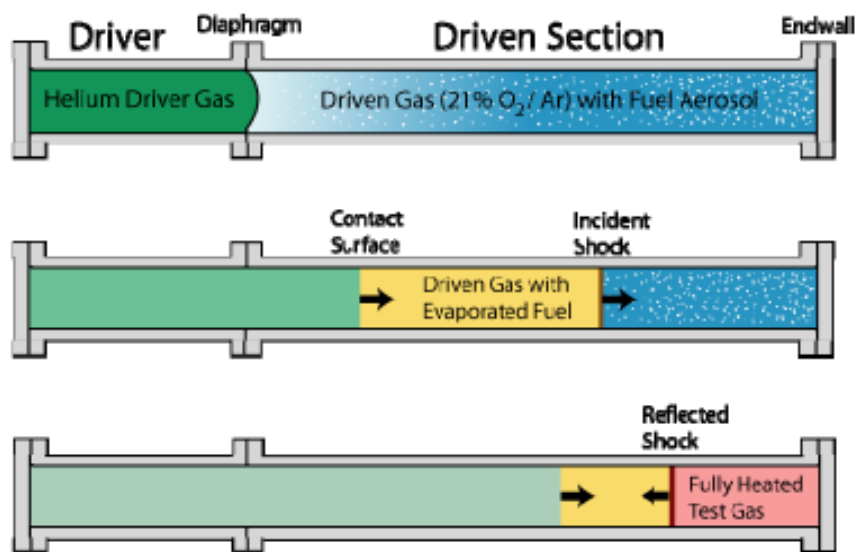 Driver Diaphragm Driven Section Endwall
Helium Driver Gas Driven Gas (21% O₂/ Ar) with Fuel Aerosol
Contact
Surface
Incident
Shock
Driven Gas with
Evaporated Fuel
Reflected
Shock
Fully Heated
Test Gas